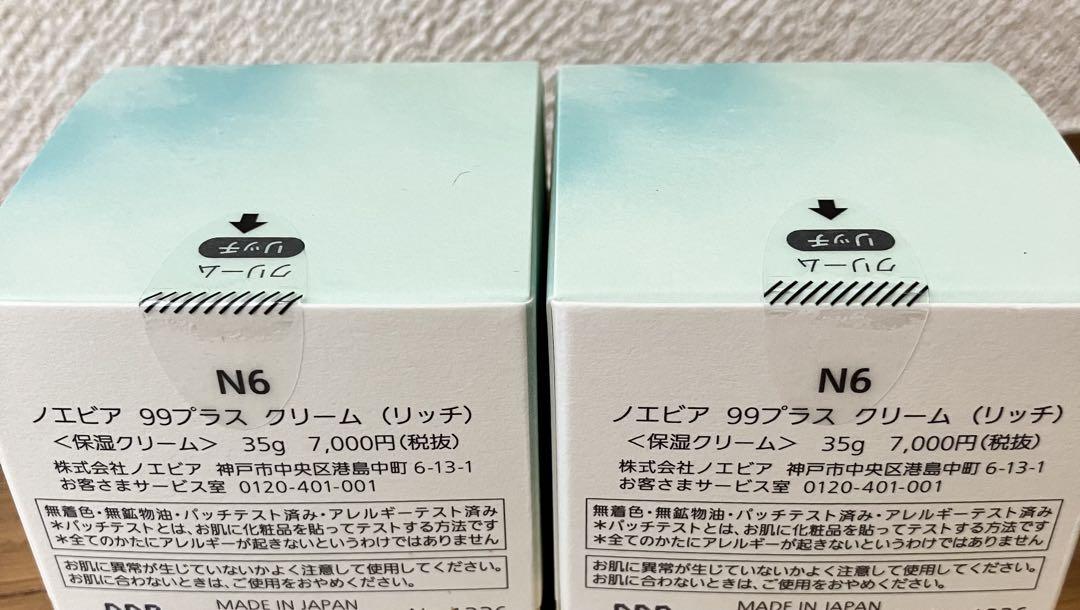 リッチ
クリーム
N6
ノエビア 99プラス クリーム (リッチ)
<保湿クリーム> 35g 7,000円(税抜)
株式会社ノエビア 神戸市中央区港島中町 6-13-1
お客さまサービス室 0120-401-001
無着色・無鉱物油・パッチテスト済み・アレルギーテスト済み
*パッチテストとは、お肌に化粧品を貼ってテストする方法です
*全てのかたにアレルギーが起きないというわけではありません
お肌に異常が生じていないかよく注意して使用してください。
お肌に合わないときは、ご使用をおやめください。
MADE IN JAPAN
リッチ
クリーム
N6
ノエビア 99プラス クリーム (リッチ)
<保湿クリーム> 35g 7,000円(税抜)
株式会社ノエビア 神戸市中央区港島中町 6-13-1
お客さまサービス室 0120-401-001
無着色・無鉱物油・パッチテスト済み・アレルギーテスト済み
*パッチテストとは、お肌に化粧品を貼ってテストする方法です
*全てのかたにアレルギーが起きないというわけではありません
お肌に異常が生じていないかよく注意して使用してください。
お肌に合わないときは、ご使用をおやめください。
MADE IN JAPAN